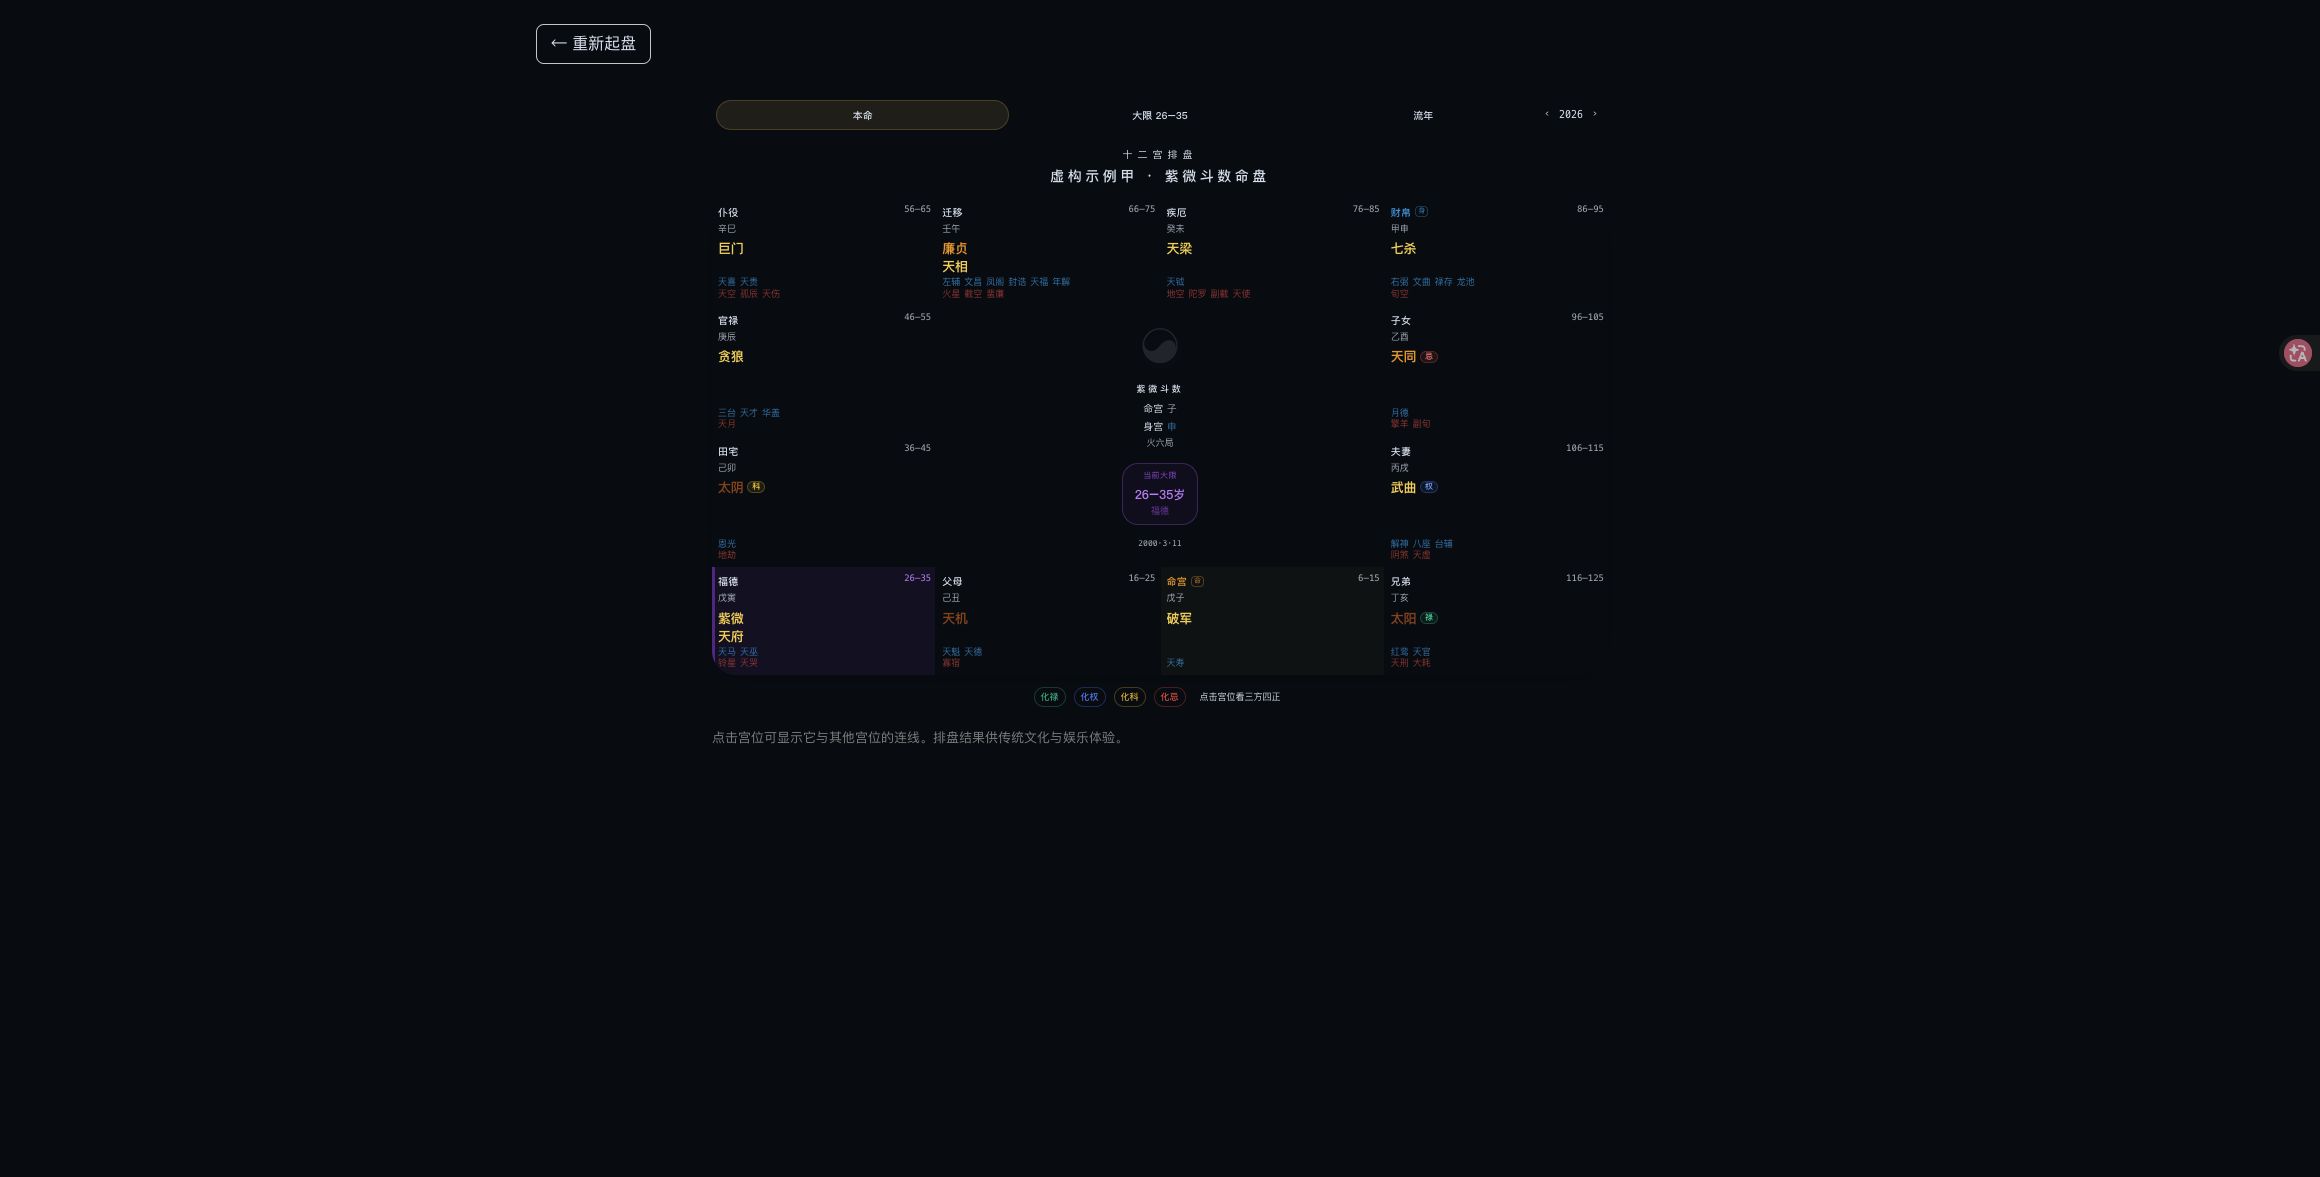 ← 重新起盘
本命 大限 26—35 流年 ‹ 2026 ›
十二宫排盘
虚构示例甲 · 紫微斗数命盘
仆役 56—65
辛巳
巨门
天喜 天贵
天空 孤辰 天伤
迁移 66—75
壬午
廉贞
天相
左辅 文昌 凤阁 封诰 天福 年解
火星 截空 蜚廉
疾厄 76—85
癸未
天梁
天钺
地空 陀罗 副截 天使
财帛 身 86—95
甲申
七杀
右弼 文曲 禄存 龙池
旬空
官禄 46—55
庚辰
贪狼
三台 天才 华盖
天月
紫微斗数
命宫 子
身宫 申
火六局
当前大限
26—35岁
福德
2000-3-11
子女 96—105
乙酉
天同 忌
月德
擎羊 副旬
田宅 36—45
己卯
太阴 科
恩光
地劫
夫妻 106—115
丙戌
武曲 权
解神 八座 台辅
阴煞 天虚
福德 26—35
戊寅
紫微
天府
天马 天巫
铃星 天哭
父母 16—25
己丑
天机
天魁 天德
寡宿
命宫 命 6—15
戊子
破军
天寿
兄弟 116—125
丁亥
太阳 禄
红鸾 天官
天刑 大耗
化禄 化权 化科 化忌 点击宫位看三方四正
点击宫位可显示它与其他宫位的连线。排盘结果供传统文化与娱乐体验。